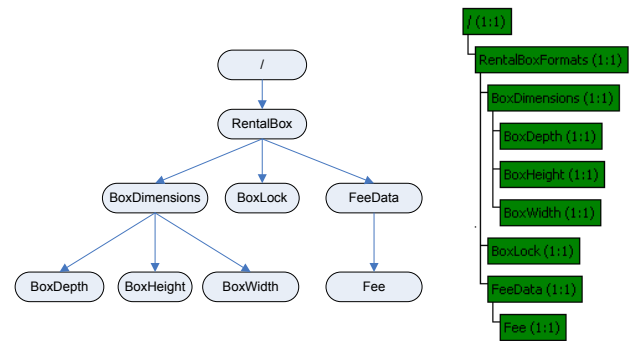 /
RentalBox
BoxDimensions
BoxLock
FeeData
BoxDepth
BoxHeight
BoxWidth
Fee
/ (1:1)
RentalBoxFormats (1:1)
BoxDimensions (1:1)
BoxDepth (1:1)
BoxHeight (1:1)
BoxWidth (1:1)
BoxLock (1:1)
FeeData (1:1)
Fee (1:1)